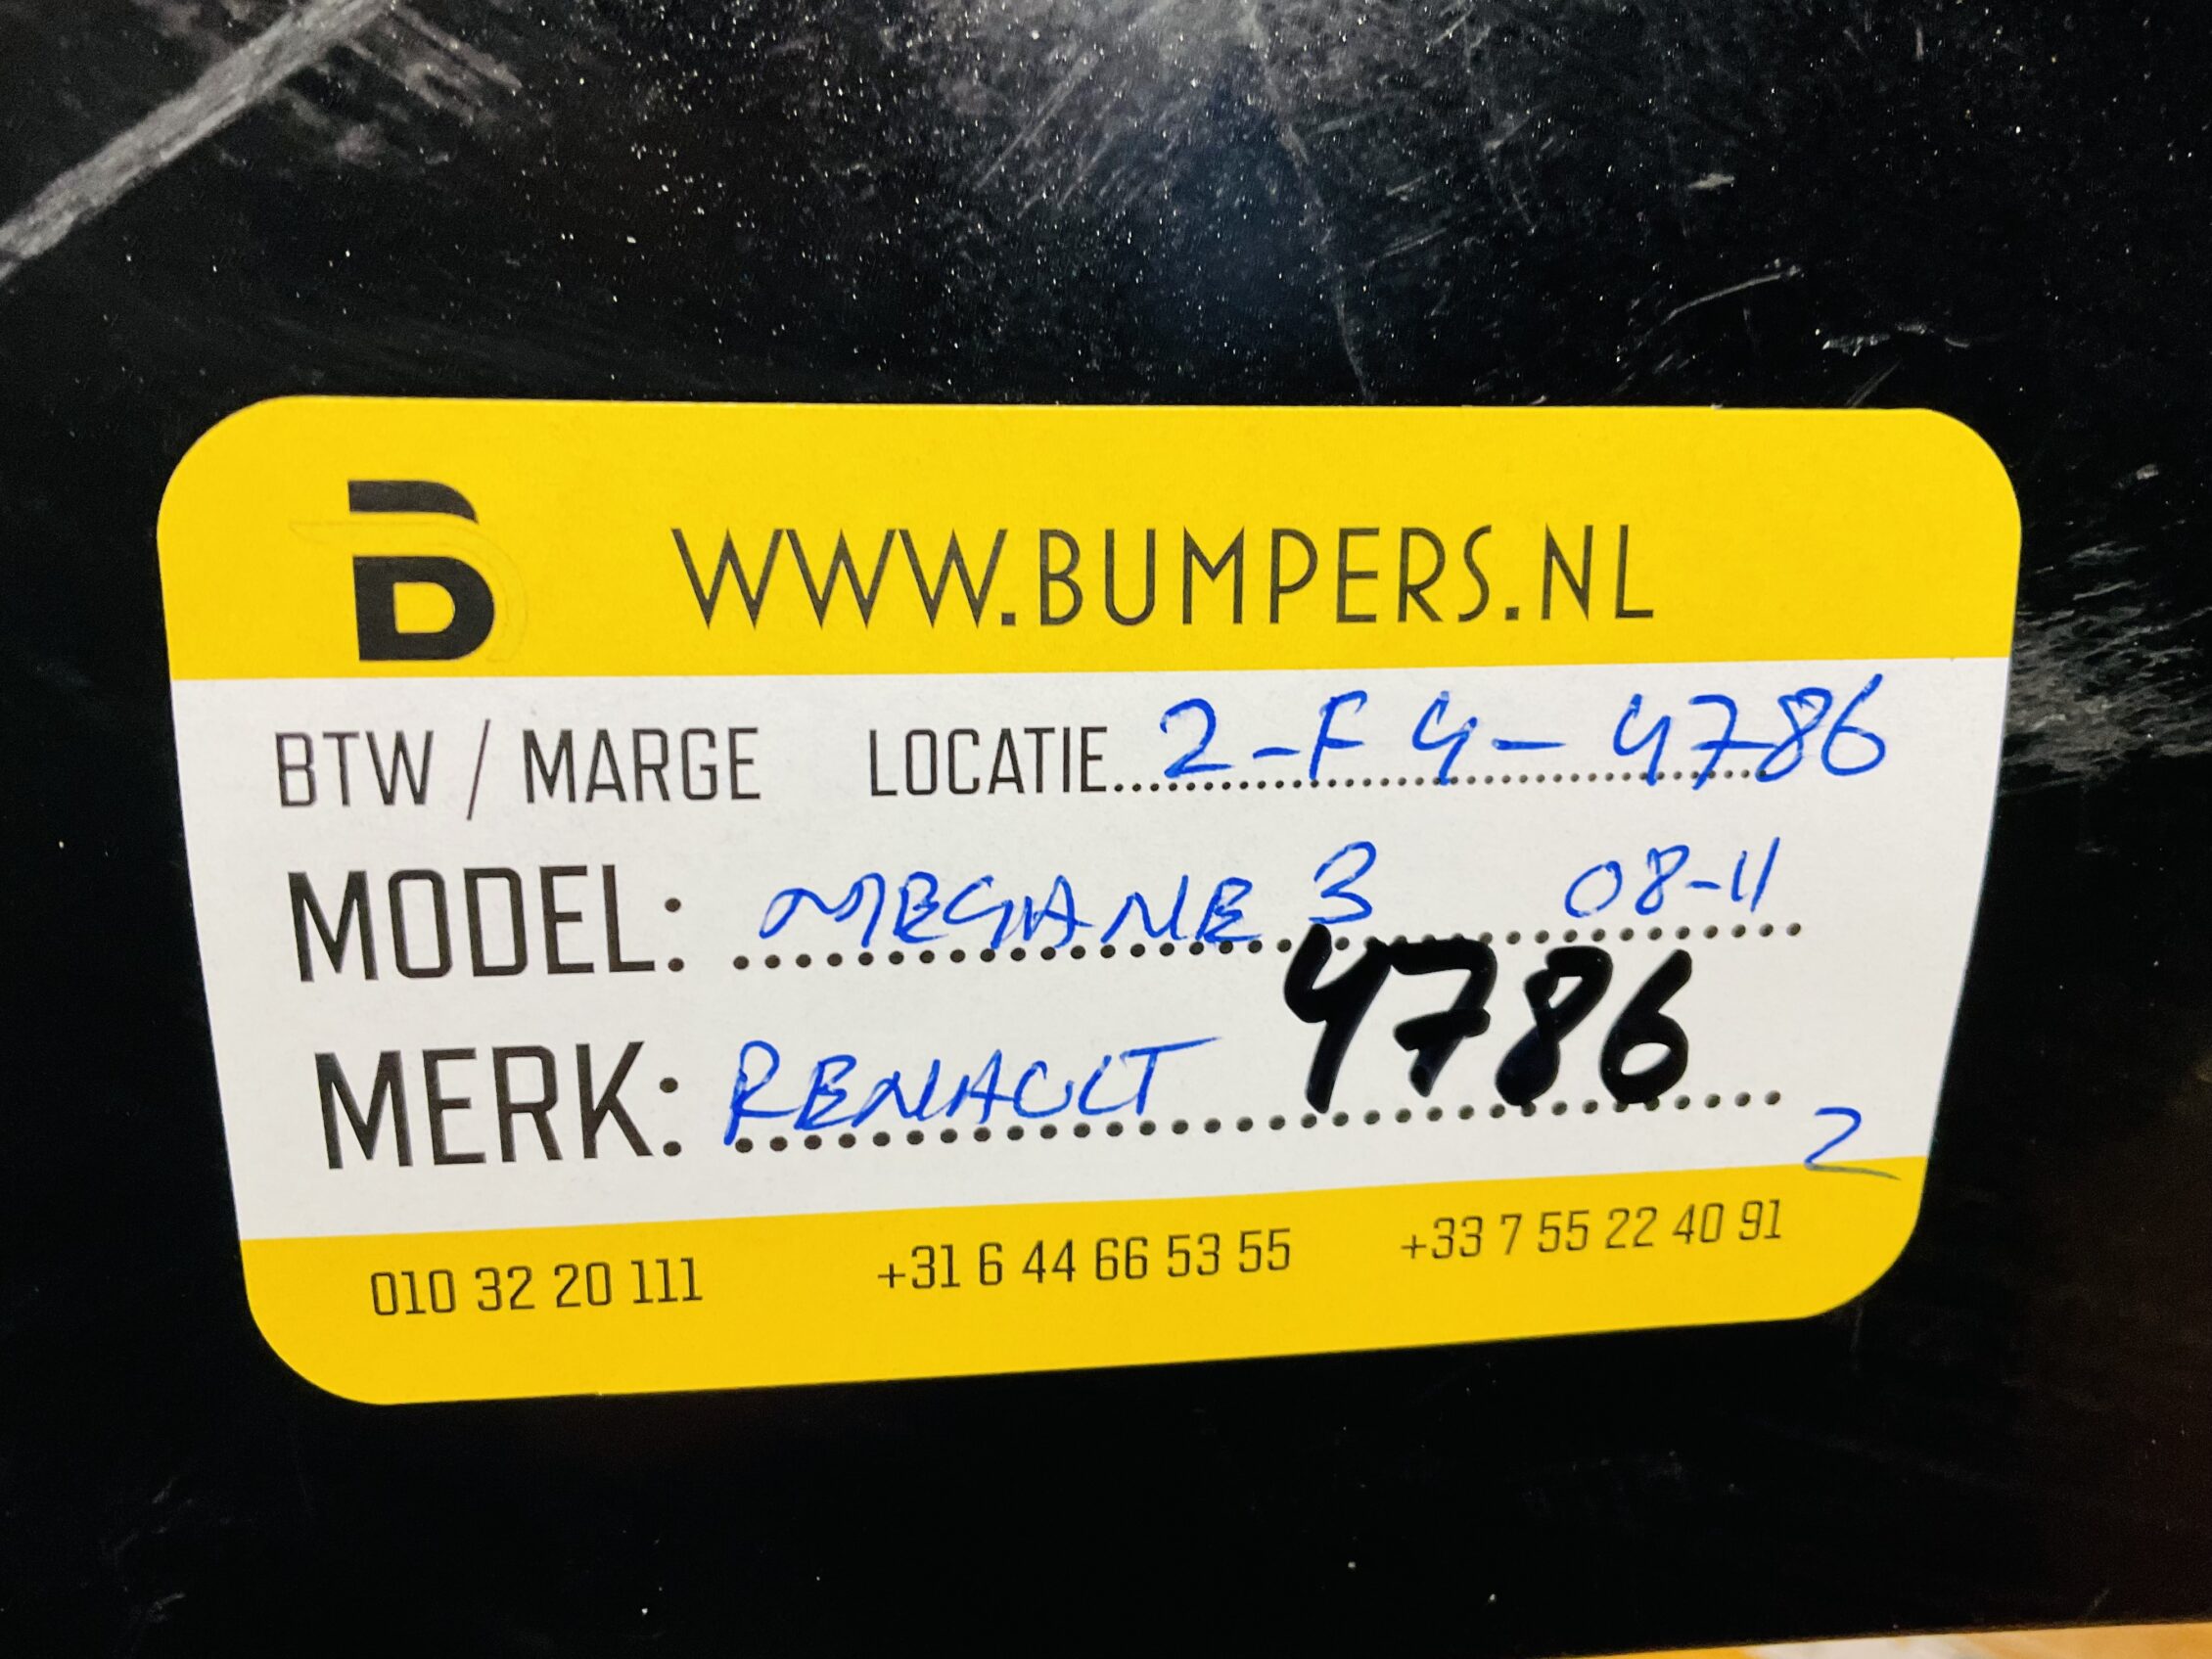 B WWW.BUMPERS.NL
BTW / MARGE LOCATIE 2-F4-4786
MODEL: MEGANE 3 08-11
4786
MERK: RENAULT
2
010 32 20 111 +31 6 44 66 53 55 +33 7 55 22 40 91